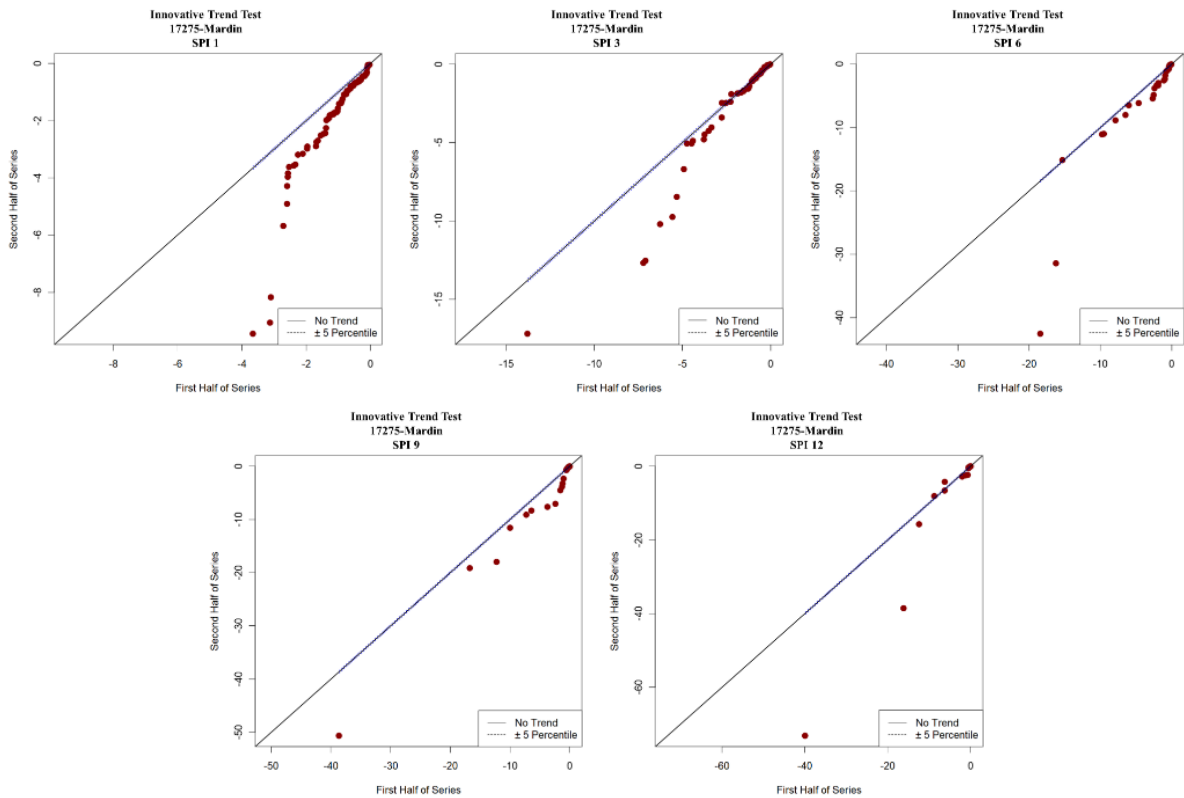 Innovative Trend Test
17275-Mardin
SPI 1
0
-2
-4
-6
-8
Second Half of Series
-8
-6
-4
-2
0
First Half of Series
No Trend
± 5 Percentile
Innovative Trend Test
17275-Mardin
SPI 3
0
-5
-10
-15
Second Half of Series
-15
-10
-5
0
First Half of Series
No Trend
± 5 Percentile
Innovative Trend Test
17275-Mardin
SPI 6
0
-10
-20
-30
-40
Second Half of Series
-40
-30
-20
-10
0
First Half of Series
No Trend
± 5 Percentile
Innovative Trend Test
17275-Mardin
SPI 9
0
-10
-20
-30
-40
-50
Second Half of Series
-50
-40
-30
-20
-10
0
First Half of Series
No Trend
± 5 Percentile
Innovative Trend Test
17275-Mardin
SPI 12
0
-20
-40
-60
Second Half of Series
-60
-40
-20
0
First Half of Series
No Trend
± 5 Percentile